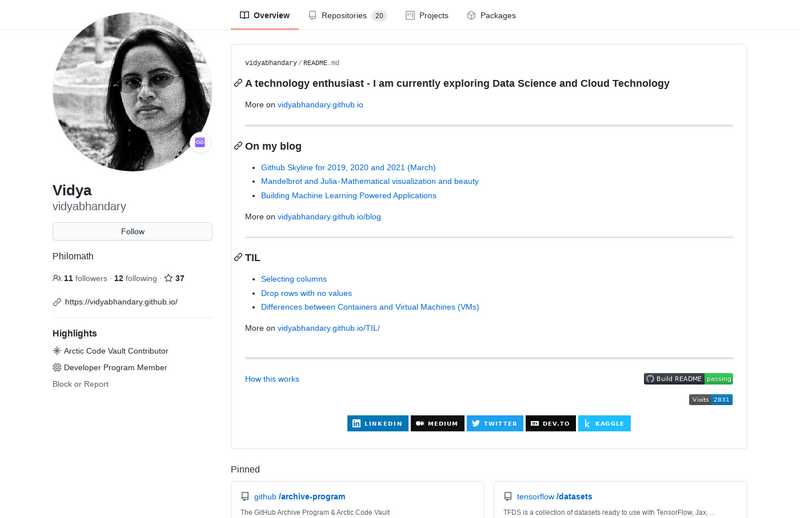 Overview
Repositories 20
Projects
Packages
Vidya
vidyabhandary
Follow
Philomath
11 followers · 12 following · 37
https://vidyabhandary.github.io/
Highlights
Arctic Code Vault Contributor
Developer Program Member
Block or Report
vidyabhandary/README.md
A technology enthusiast - I am currently exploring Data Science and Cloud Technology
More on vidyabhandary.github io
On my blog
Github Skyline for 2019, 2020 and 2021 (March)
Mandelbrot and Julia-Mathematical visualization and beauty
Building Machine Learning Powered Applications
More on vidyabhandary.github io/blog
TIL
Selecting columns
Drop rows with no values
Differences between Containers and Virtual Machines (VMs)
More on vidyabhandary.github io/TIL/
How this works
Build README passing
Visits 2831
LINKEDIN
MEDIUM
TWITTER
DEV.TO
KAGGLE
Pinned
github/archive-program
The GitHub Archive Program & Arctic Code Vault
tensorflow/datasets
TFDS is a collection of datasets ready to use with TensorFlow, Jax, ...